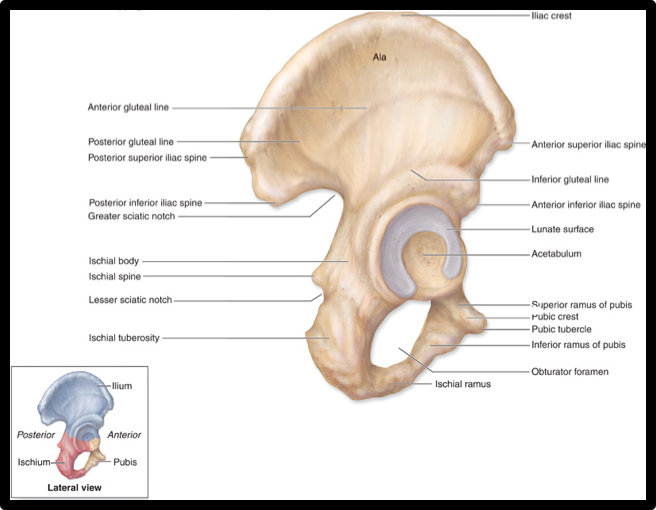 Iliac crest
Ala
Anterior gluteal line
Posterior gluteal line
Posterior superior iliac spine
Posterior inferior iliac spine
Greater sciatic notch
Ischial body
Ischial spine
Lesser sciatic notch
Ischial tuberosity
Anterior superior iliac spine
Inferior gluteal line
Anterior inferior iliac spine
Lunate surface
Acetabulum
Superior ramus of pubis
Pubic crest
Pubic tubercle
Inferior ramus of pubis
Obturator foramen
Ischial ramus
Ilium
Posterior Anterior
Ischium Pubis
Lateral view